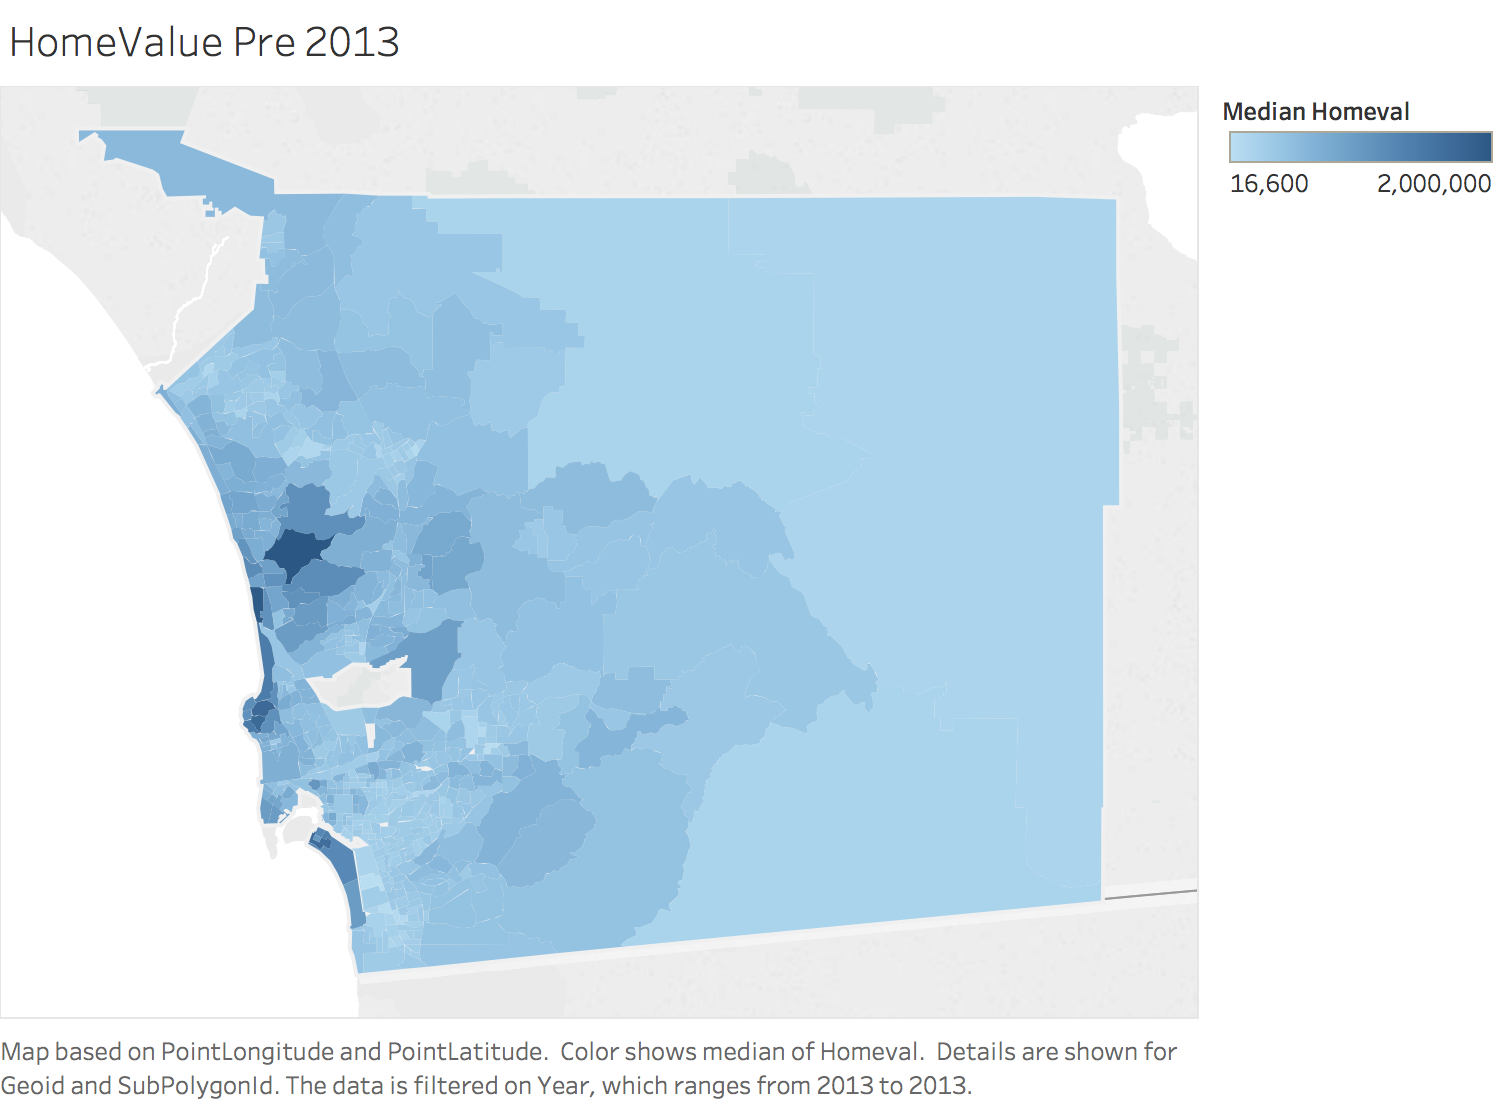 HomeValue Pre 2013
Median Homeval
16,600 2,000,000
Map based on PointLongitude and PointLatitude.  Color shows median of Homeval.  Details are shown for
Geoid and SubPolygonId. The data is filtered on Year, which ranges from 2013 to 2013.